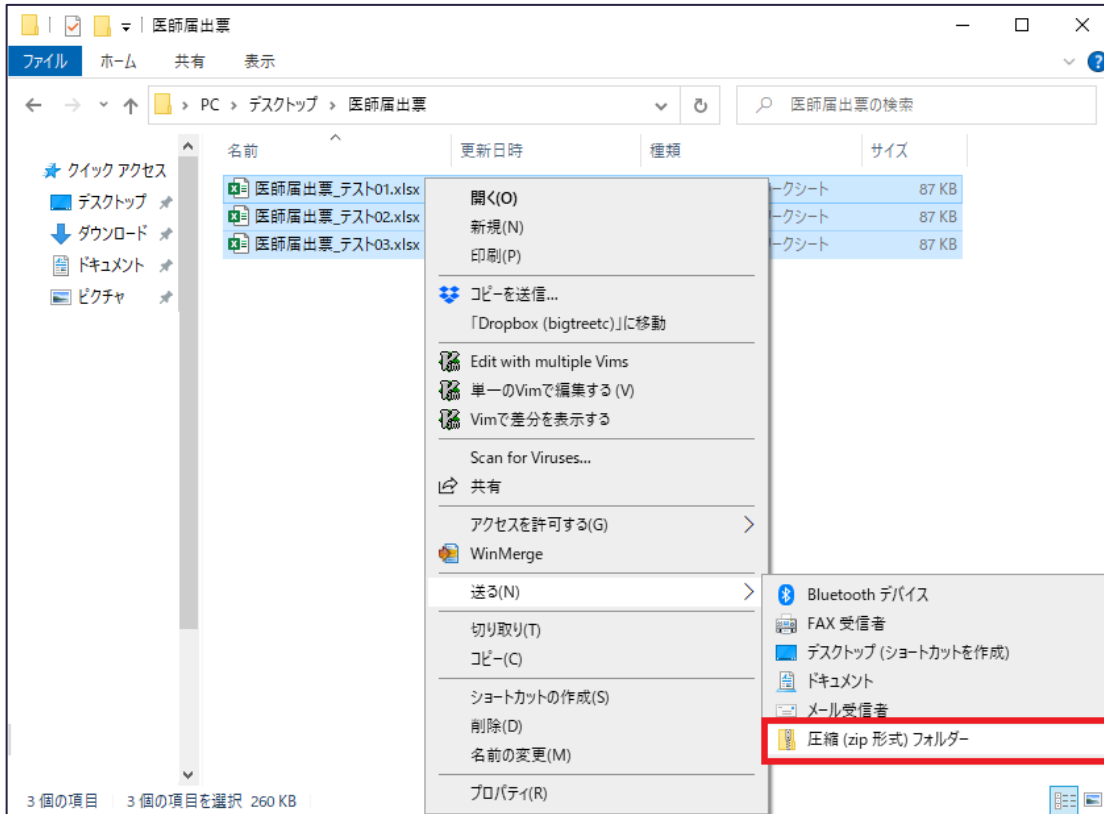 医師届出票
ファイル ホーム 共有 表示
PC › デスクトップ › 医師届出票
医師届出票の検索
名前 更新日時 種類 サイズ
クイック アクセス
デスクトップ
ダウンロード
ドキュメント
ピクチャ
医師届出票_テスト01.xlsx ークシート 87 KB
医師届出票_テスト02.xlsx ークシート 87 KB
医師届出票_テスト03.xlsx ークシート 87 KB
開く(O)
新規(N)
印刷(P)
コピーを送信...
「Dropbox (bigtreetc)」に移動
Edit with multiple Vims
単一のVimで編集する (V)
Vimで差分を表示する
Scan for Viruses...
共有
アクセスを許可する(G)
WinMerge
送る(N)
切り取り(T)
コピー(C)
ショートカットの作成(S)
削除(D)
名前の変更(M)
プロパティ(R)
Bluetooth デバイス
FAX 受信者
デスクトップ (ショートカットを作成)
ドキュメント
メール受信者
圧縮 (zip 形式) フォルダー
3 個の項目 3 個の項目を選択 260 KB